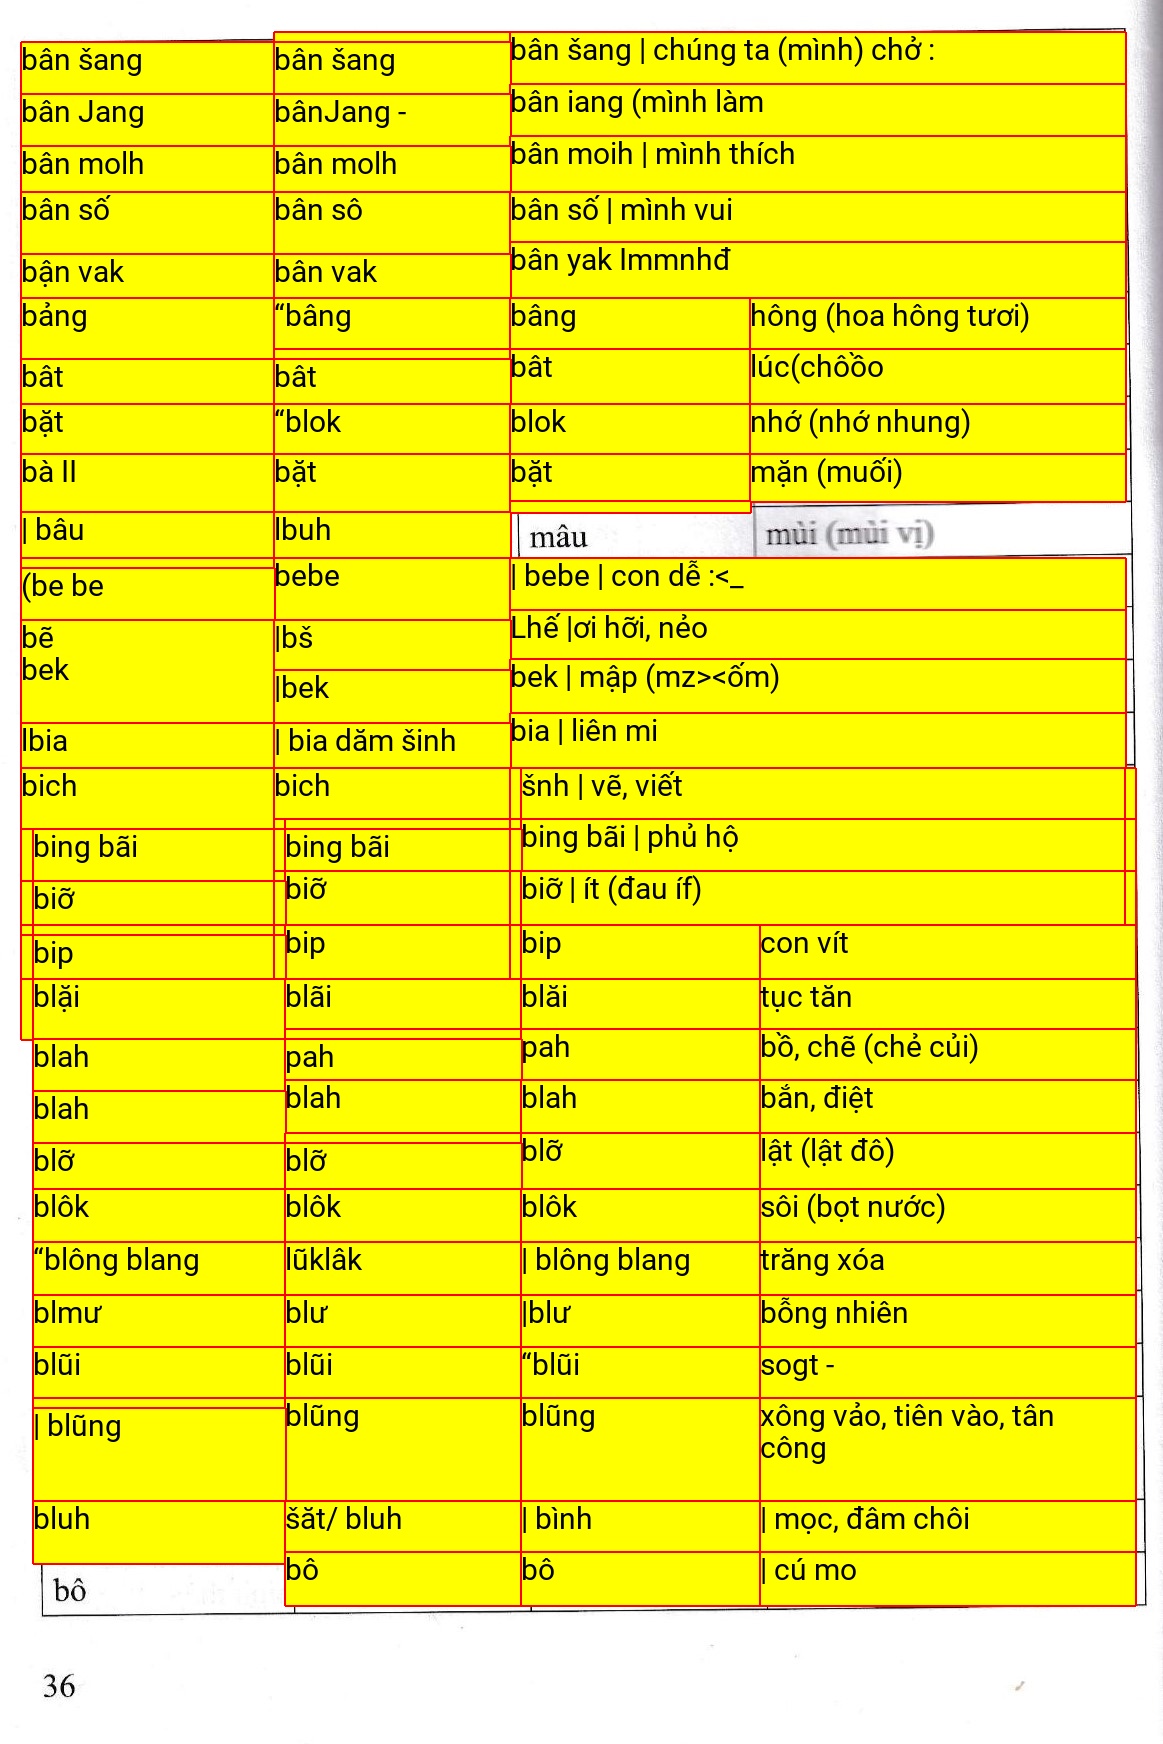 bân šang bân šang bân šang | chúng ta (mình) chở :
bân Jang bânJang - bân iang (mình làm
bân molh bân molh bân moih | mình thích
bân số bân sô bân số | mình vui
bận vak bân vak bân yak Immnhđ
bảng “bâng bâng hông (hoa hông tươi)
bât bât bât lúc(chôồo
bặt “blok blok nhớ (nhớ nhung)
bà lI bặt bặt mặn (muối)
| bâu lbuh mâu mùi (mùi vị)
(be be bebe | bebe | con dễ :<_
bẽ |bš Lhế |ơi hỡi, nẻo
bek |bek bek | mập (mz><ốm)
lbia | bia dăm šinh bia | liên mi
bich bich šnh | vẽ, viết
bing bãi bing bãi bing bãi | phủ hộ
biỡ biỡ biỡ | ít (đau íf)
bip bip bip con vít
blặi blãi blăi tục tăn
blah pah pah bồ, chẽ (chẻ củi)
blah blah blah bắn, điệt
blỡ blỡ blỡ lật (lật đô)
blôk blôk blôk sôi (bọt nước)
“blông blang lũklâk | blông blang trăng xóa
blmư blư |blư bỗng nhiên
blũi blũi “blũi sogt -
| blũng blũng blũng xông vảo, tiên vào, tân
công
bluh šăt/ bluh | bình | mọc, đâm chôi
bô bô bô | cú mo
36